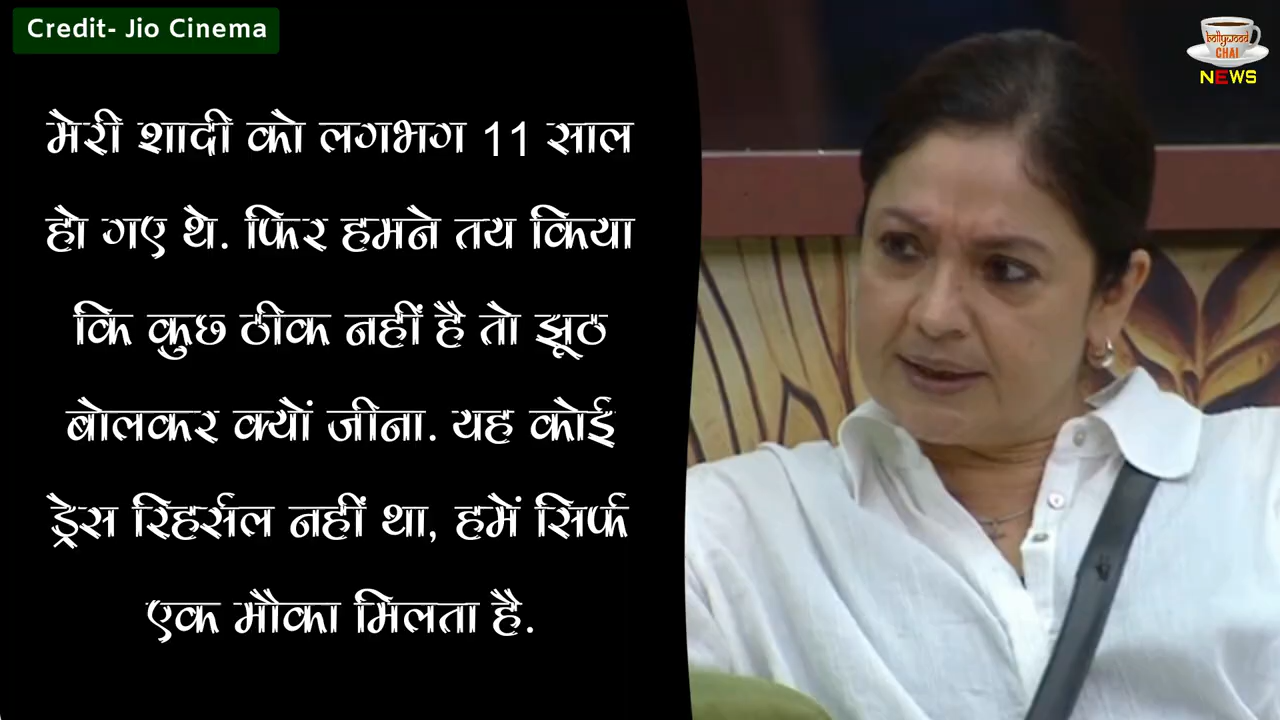 Credit- Jio Cinema
bollywood
CHAI
NEWS
मेरी शादी को लगभग 11 साल
हो गए थे. फिर हमने तय किया
कि कुछ ठीक नहीं है तो झूठ
बोलकर क्यों जीना. यह कोई
ड्रेस रिहर्सल नहीं था, हमें सिर्फ
एक मौका मिलता है.